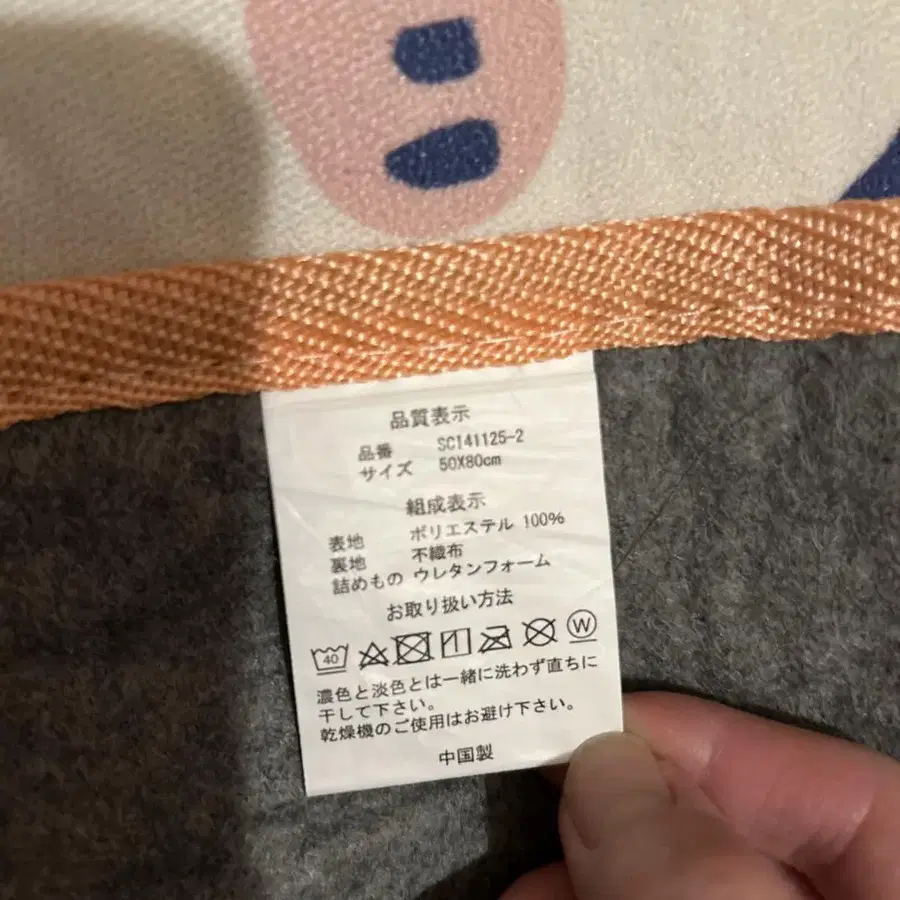 品質表示
品番 SC141125-2
サイズ 50X80cm
組成表示
表地 ポリエステル 100%
裏地 不織布
詰めもの ウレタンフォーム
お取り扱い方法
40 W
濃色と淡色とは一緒に洗わず直ちに
干して下さい。
乾燥機のご使用はお避け下さい。
中国製